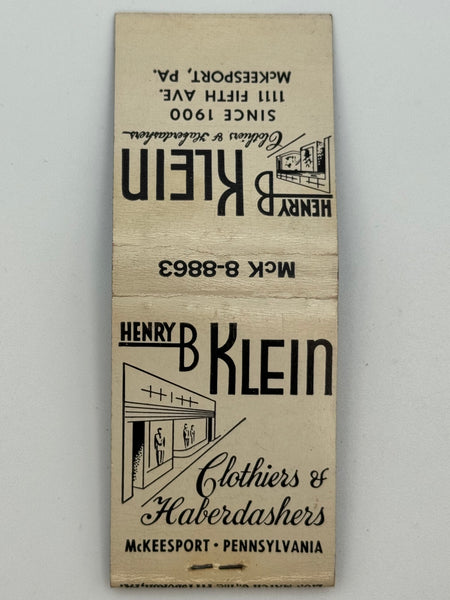 HENRY B KLEIN
Clothiers & Haberdashers
SINCE 1900
1111 FIFTH AVE.
McKEESPORT, PA.
McK 8-8863
HENRY B KLEIN
Clothiers &
Haberdashers
McKEESPORT • PENNSYLVANIA